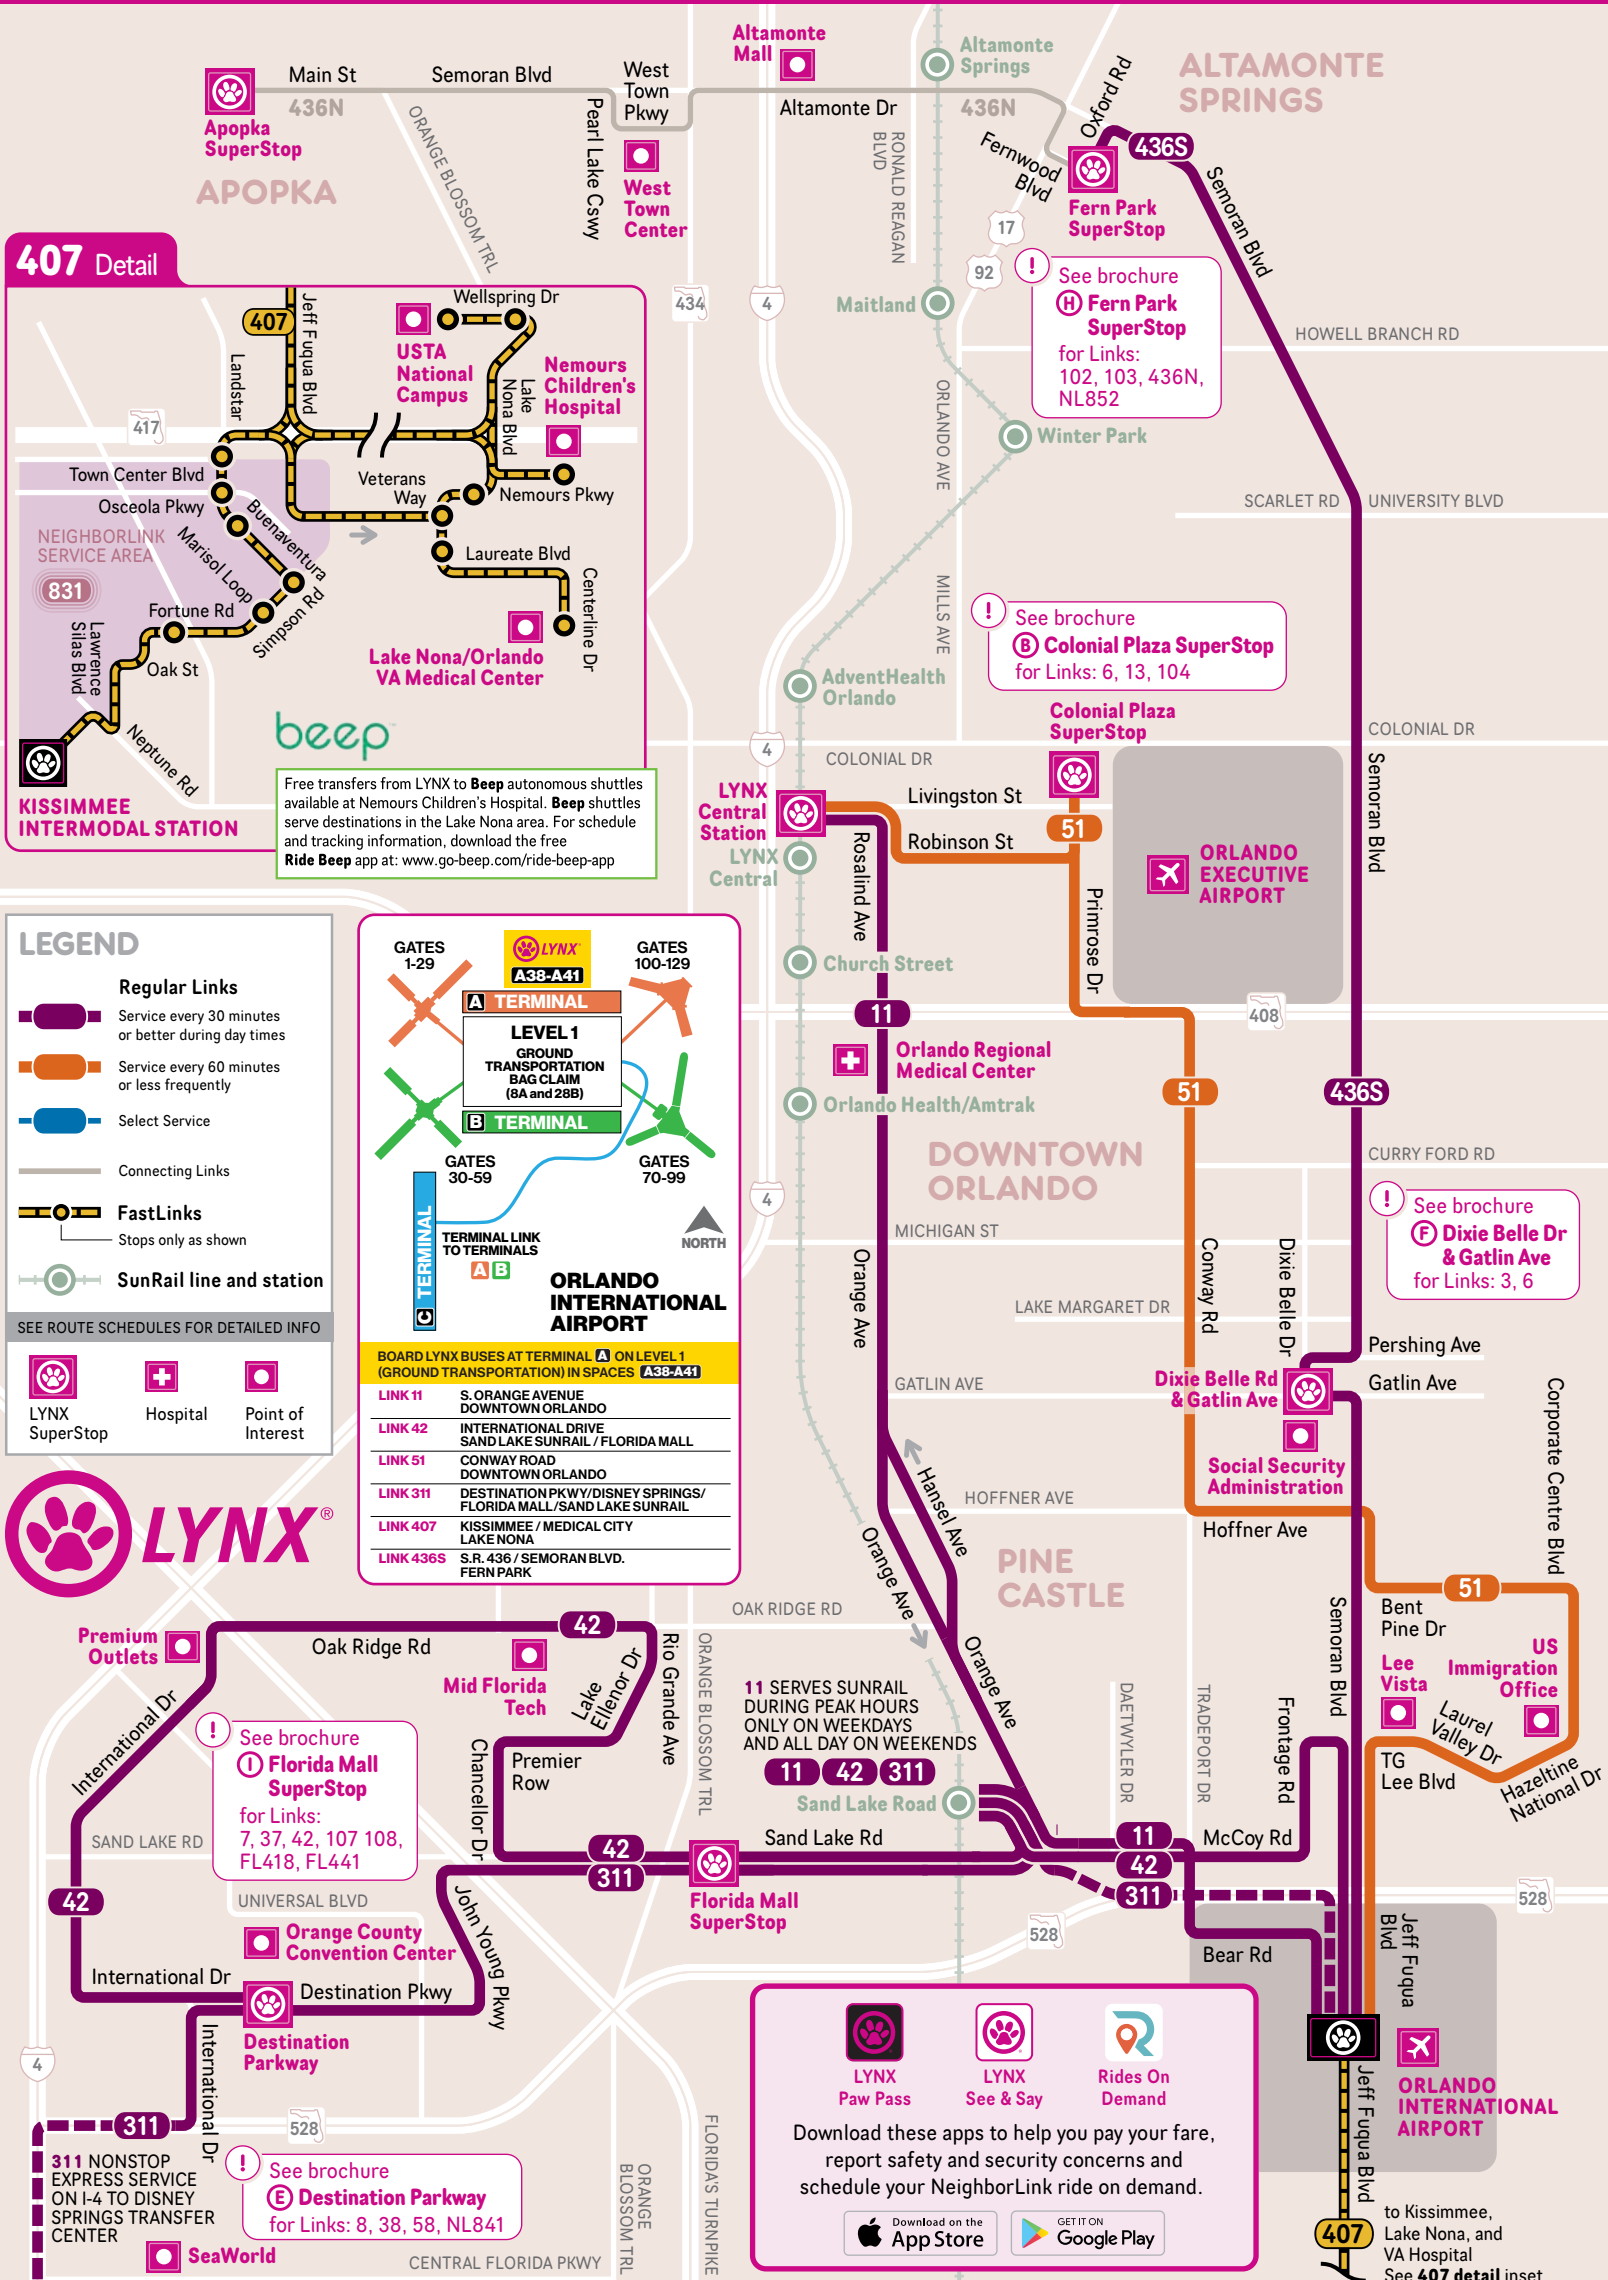 Altamonte
Mall
Altamonte
Springs
ALTAMONTE
SPRINGS
Main St
Semoran Blvd
West
Town
Pkwy
Altamonte Dr
436N
436N
Oxford Rd
Apopka
SuperStop
APOPKA
ORANGE BLOSSOM TRL
Pearl Lake Cswy
West
Town
Center
RONALD REAGAN
BLVD
Fernwood
Blvd
436S
Semoran Blvd
Fern Park
SuperStop
17
92
434
4
Maitland
! See brochure
H Fern Park
SuperStop
for Links:
102, 103, 436N,
NL852
HOWELL BRANCH RD
ORLANDO AVE
Winter Park
SCARLET RD
UNIVERSITY BLVD
MILLS AVE
407 Detail
407
Jeff Fuqua Blvd
Landstar
Wellspring Dr
USTA
National
Campus
Lake
Nona Blvd
Nemours
Children's
Hospital
417
Town Center Blvd
Osceola Pkwy
Veterans
Way
Nemours Pkwy
NEIGHBORLINK
SERVICE AREA
831
Buenaventura
Marisol Loop
Laureate Blvd
Simpson Rd
Fortune Rd
Lawrence
Silas Blvd
Oak St
Centerline Dr
Lake Nona/Orlando
VA Medical Center
Neptune Rd
KISSIMMEE
INTERMODAL STATION
beep
Free transfers from LYNX to Beep autonomous shuttles
available at Nemours Children's Hospital. Beep shuttles
serve destinations in the Lake Nona area. For schedule
and tracking information, download the free
Ride Beep app at: www.go-beep.com/ride-beep-app
! See brochure
B Colonial Plaza SuperStop
for Links: 6, 13, 104
AdventHealth
Orlando
Colonial Plaza
SuperStop
4
COLONIAL DR
COLONIAL DR
LYNX
Central
Station
LYNX
Central
Livingston St
51
Robinson St
Rosalind Ave
Primrose Dr
ORLANDO
EXECUTIVE
AIRPORT
Semoran Blvd
Church Street
11
408
Orlando Regional
Medical Center
Orlando Health/Amtrak
51
436S
DOWNTOWN
ORLANDO
CURRY FORD RD
4
MICHIGAN ST
! See brochure
F Dixie Belle Dr
& Gatlin Ave
for Links: 3, 6
Orange Ave
Conway Rd
Dixie Belle Dr
LAKE MARGARET DR
Pershing Ave
GATLIN AVE
Dixie Belle Rd
& Gatlin Ave
Gatlin Ave
Social Security
Administration
Corporate Centre Blvd
Hansel Ave
HOFFNER AVE
Hoffner Ave
Orange Ave
PINE
CASTLE
51
Bent
Pine Dr
LEGEND
Regular Links
Service every 30 minutes
or better during day times
Service every 60 minutes
or less frequently
Select Service
Connecting Links
FastLinks
Stops only as shown
SunRail line and station
SEE ROUTE SCHEDULES FOR DETAILED INFO
LYNX
SuperStop
Hospital
Point of
Interest
LYNX®
GATES
1-29
LYNX
A38-A41
GATES
100-129
A TERMINAL
LEVEL 1
GROUND
TRANSPORTATION
BAG CLAIM
(8A and 28B)
B TERMINAL
GATES
30-59
GATES
70-99
C TERMINAL
TERMINAL LINK
TO TERMINALS
A B
NORTH
ORLANDO
INTERNATIONAL
AIRPORT
BOARD LYNX BUSES AT TERMINAL A ON LEVEL 1
(GROUND TRANSPORTATION) IN SPACES A38-A41
LINK 11 S. ORANGE AVENUE
DOWNTOWN ORLANDO
LINK 42 INTERNATIONAL DRIVE
SAND LAKE SUNRAIL / FLORIDA MALL
LINK 51 CONWAY ROAD
DOWNTOWN ORLANDO
LINK 311 DESTINATION PKWY/DISNEY SPRINGS/
FLORIDA MALL/SAND LAKE SUNRAIL
LINK 407 KISSIMMEE / MEDICAL CITY
LAKE NONA
LINK 436S S.R. 436 / SEMORAN BLVD.
FERN PARK
OAK RIDGE RD
Premium
Outlets
Oak Ridge Rd
42
Mid Florida
Tech
Lake
Ellenor Dr
Rio Grande Ave
ORANGE BLOSSOM TRL
11 SERVES SUNRAIL
DURING PEAK HOURS
ONLY ON WEEKDAYS
AND ALL DAY ON WEEKENDS
11 42 311
Orange Ave
DAETWYLER DR
TRADEPORT DR
Frontage Rd
Semoran Blvd
Lee
Vista
US
Immigration
Office
Laurel
Valley Dr
TG
Lee Blvd
Hazeltine
National Dr
International Dr
! See brochure
I Florida Mall
SuperStop
for Links:
7, 37, 42, 107 108,
FL418, FL441
Chancellor Dr
Premier
Row
Sand Lake Road
SAND LAKE RD
42
311
Sand Lake Rd
11
42
311
McCoy Rd
Florida Mall
SuperStop
42
UNIVERSAL BLVD
Orange County
Convention Center
John Young Pkwy
528
528
Bear Rd
Jeff Fuqua
Blvd
International Dr
Destination Pkwy
Destination
Parkway
International Dr
4
311
528
311 NONSTOP
EXPRESS SERVICE
ON I-4 TO DISNEY
SPRINGS TRANSFER
CENTER
! See brochure
E Destination Parkway
for Links: 8, 38, 58, NL841
SeaWorld
CENTRAL FLORIDA PKWY
ORANGE
BLOSSOM TRL
FLORIDA'S TURNPIKE
LYNX
Paw Pass
LYNX
See & Say
Rides On
Demand
Download these apps to help you pay your fare,
report safety and security concerns and
schedule your NeighborLink ride on demand.
Download on the
App Store
GET IT ON
Google Play
ORLANDO
INTERNATIONAL
AIRPORT
Jeff Fuqua Blvd
407
to Kissimmee,
Lake Nona, and
VA Hospital
See 407 detail inset